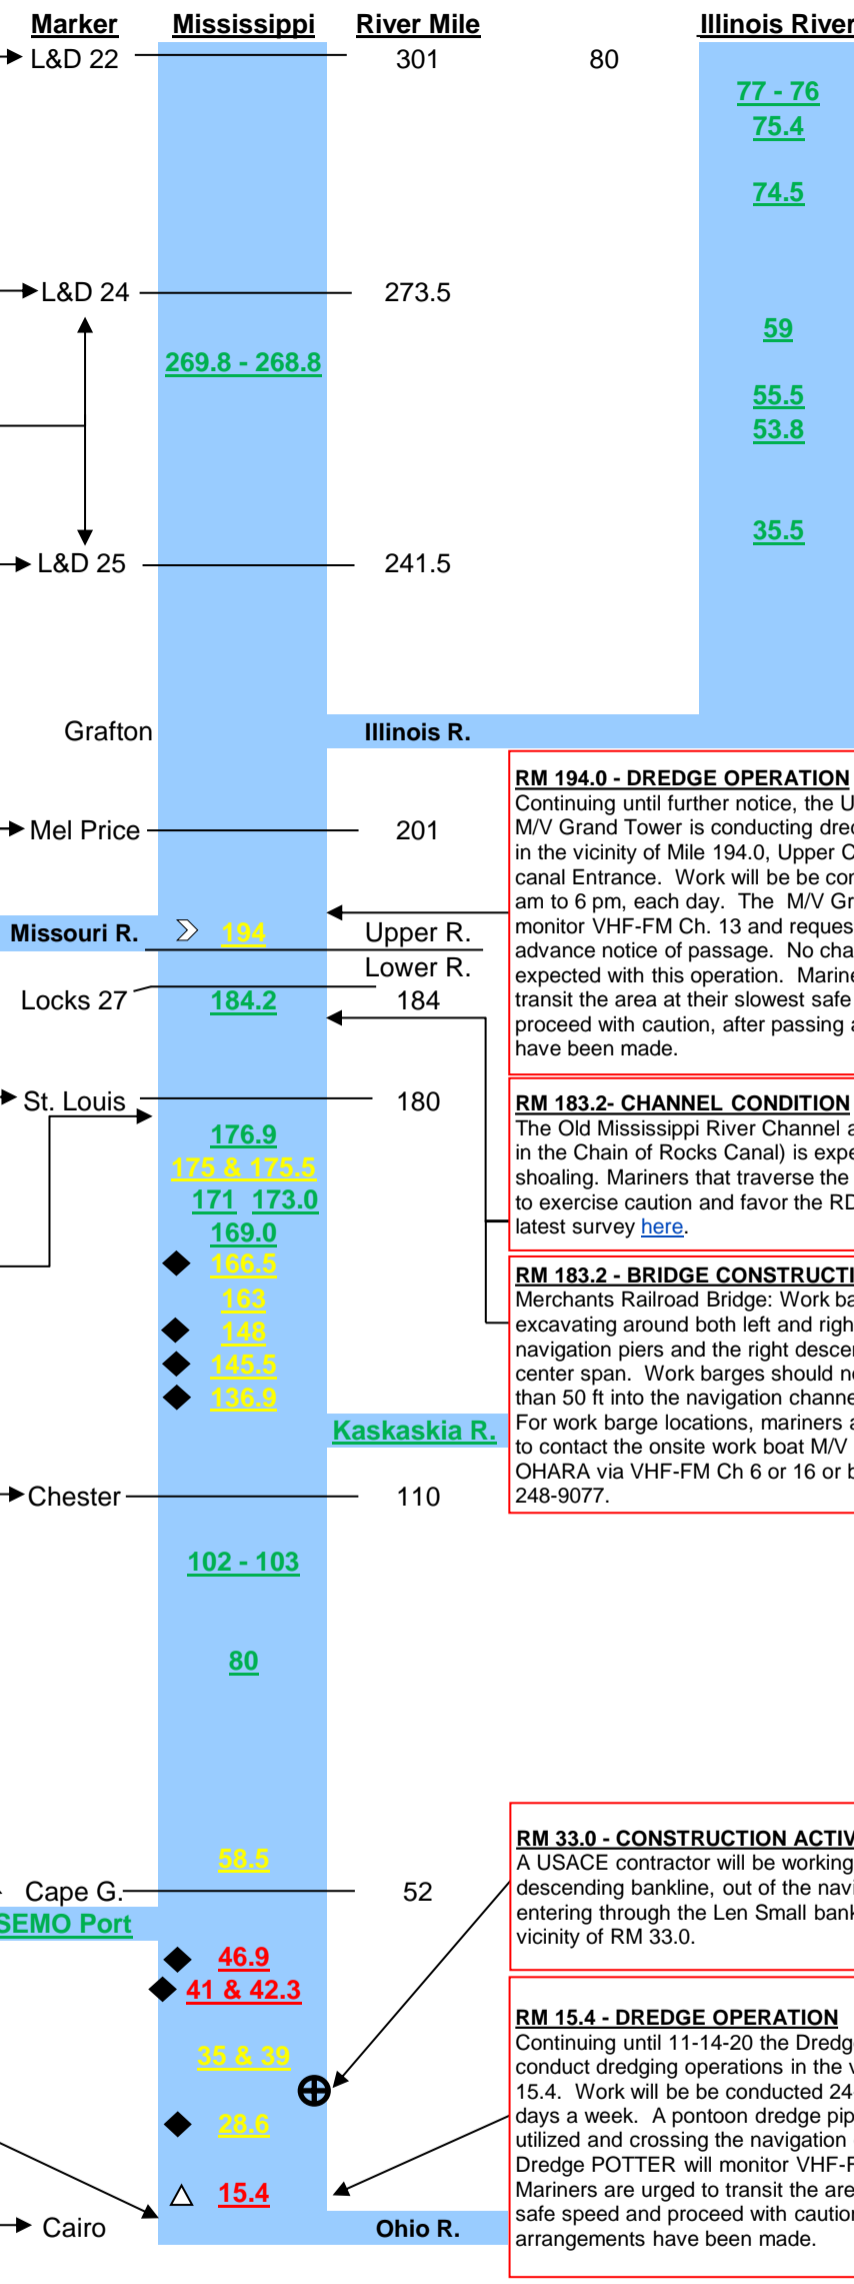 Marker Mississippi River Mile Illinois River
L&D 22 301 80
77 - 76
75.4
74.5
L&D 24 273.5
59
269.8 - 268.8
55.5
53.8
35.5
L&D 25 241.5
Grafton Illinois R.
RM 194.0 - DREDGE OPERATION
Continuing until further notice, the U
M/V Grand Tower is conducting dred
in the vicinity of Mile 194.0, Upper C
canal Entrance. Work will be be con
am to 6 pm, each day. The M/V Gr
monitor VHF-FM Ch. 13 and reques
advance notice of passage. No cha
expected with this operation. Marine
transit the area at their slowest safe
proceed with caution, after passing a
have been made.
Mel Price 201
Missouri R. 194 Upper R.
Lower R.
Locks 27 184.2 184
RM 183.2- CHANNEL CONDITION
The Old Mississippi River Channel a
in the Chain of Rocks Canal) is expe
shoaling. Mariners that traverse the
to exercise caution and favor the RD
latest survey here.
St. Louis 180
176.9
175 & 175.5
171 173.0
169.0
166.5
163
148
145.5
136.9
RM 183.2 - BRIDGE CONSTRUCTI
Merchants Railroad Bridge: Work ba
excavating around both left and righ
navigation piers and the right descer
center span. Work barges should no
than 50 ft into the navigation channe
For work barge locations, mariners a
to contact the onsite work boat M/V
OHARA via VHF-FM Ch 6 or 16 or b
248-9077.
Kaskaskia R.
Chester 110
102 - 103
80
58.5
Cape G. 52
SEMO Port
RM 33.0 - CONSTRUCTION ACTIV
A USACE contractor will be working
descending bankline, out of the navi
entering through the Len Small bank
vicinity of RM 33.0.
46.9
41 & 42.3
35 & 39
28.6
15.4
RM 15.4 - DREDGE OPERATION
Continuing until 11-14-20 the Dredge
conduct dredging operations in the v
15.4. Work will be be conducted 24
days a week. A pontoon dredge pip
utilized and crossing the navigation
Dredge POTTER will monitor VHF-F
Mariners are urged to transit the are
safe speed and proceed with caution
arrangements have been made.
Cairo Ohio R.